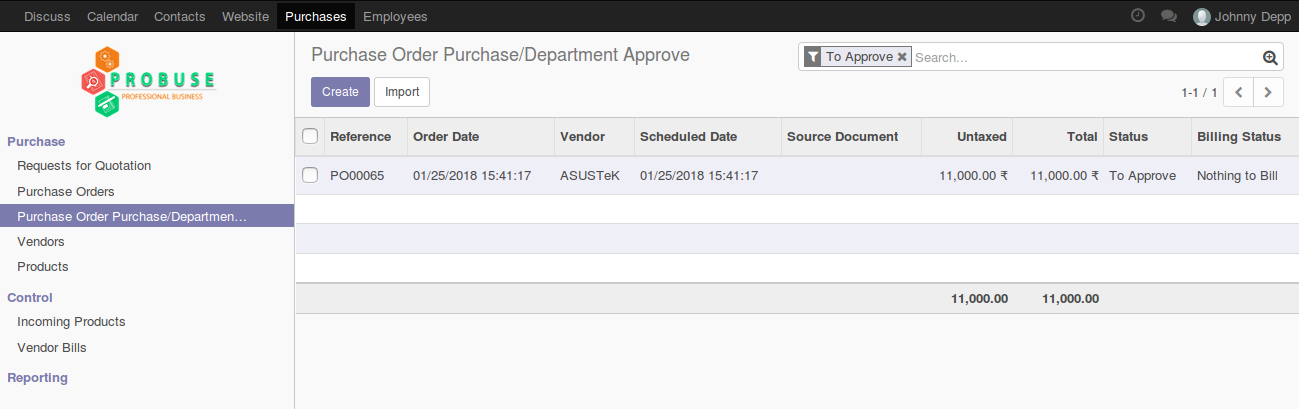 Discuss Calendar Contacts Website Purchases Employees Johnny Depp
PROBUSE
PROFESSIONAL BUSINESS
Purchase
Requests for Quotation
Purchase Orders
Purchase Order Purchase/Departmen…
Vendors
Products
Control
Incoming Products
Vendor Bills
Reporting
Purchase Order Purchase/Department Approve
To Approve Search...
Create Import
1-1 / 1
Reference Order Date Vendor Scheduled Date Source Document Untaxed Total Status Billing Status
PO00065 01/25/2018 15:41:17 ASUSTeK 01/25/2018 15:41:17 11,000.00 ₹ 11,000.00 ₹ To Approve Nothing to Bill
11,000.00 11,000.00